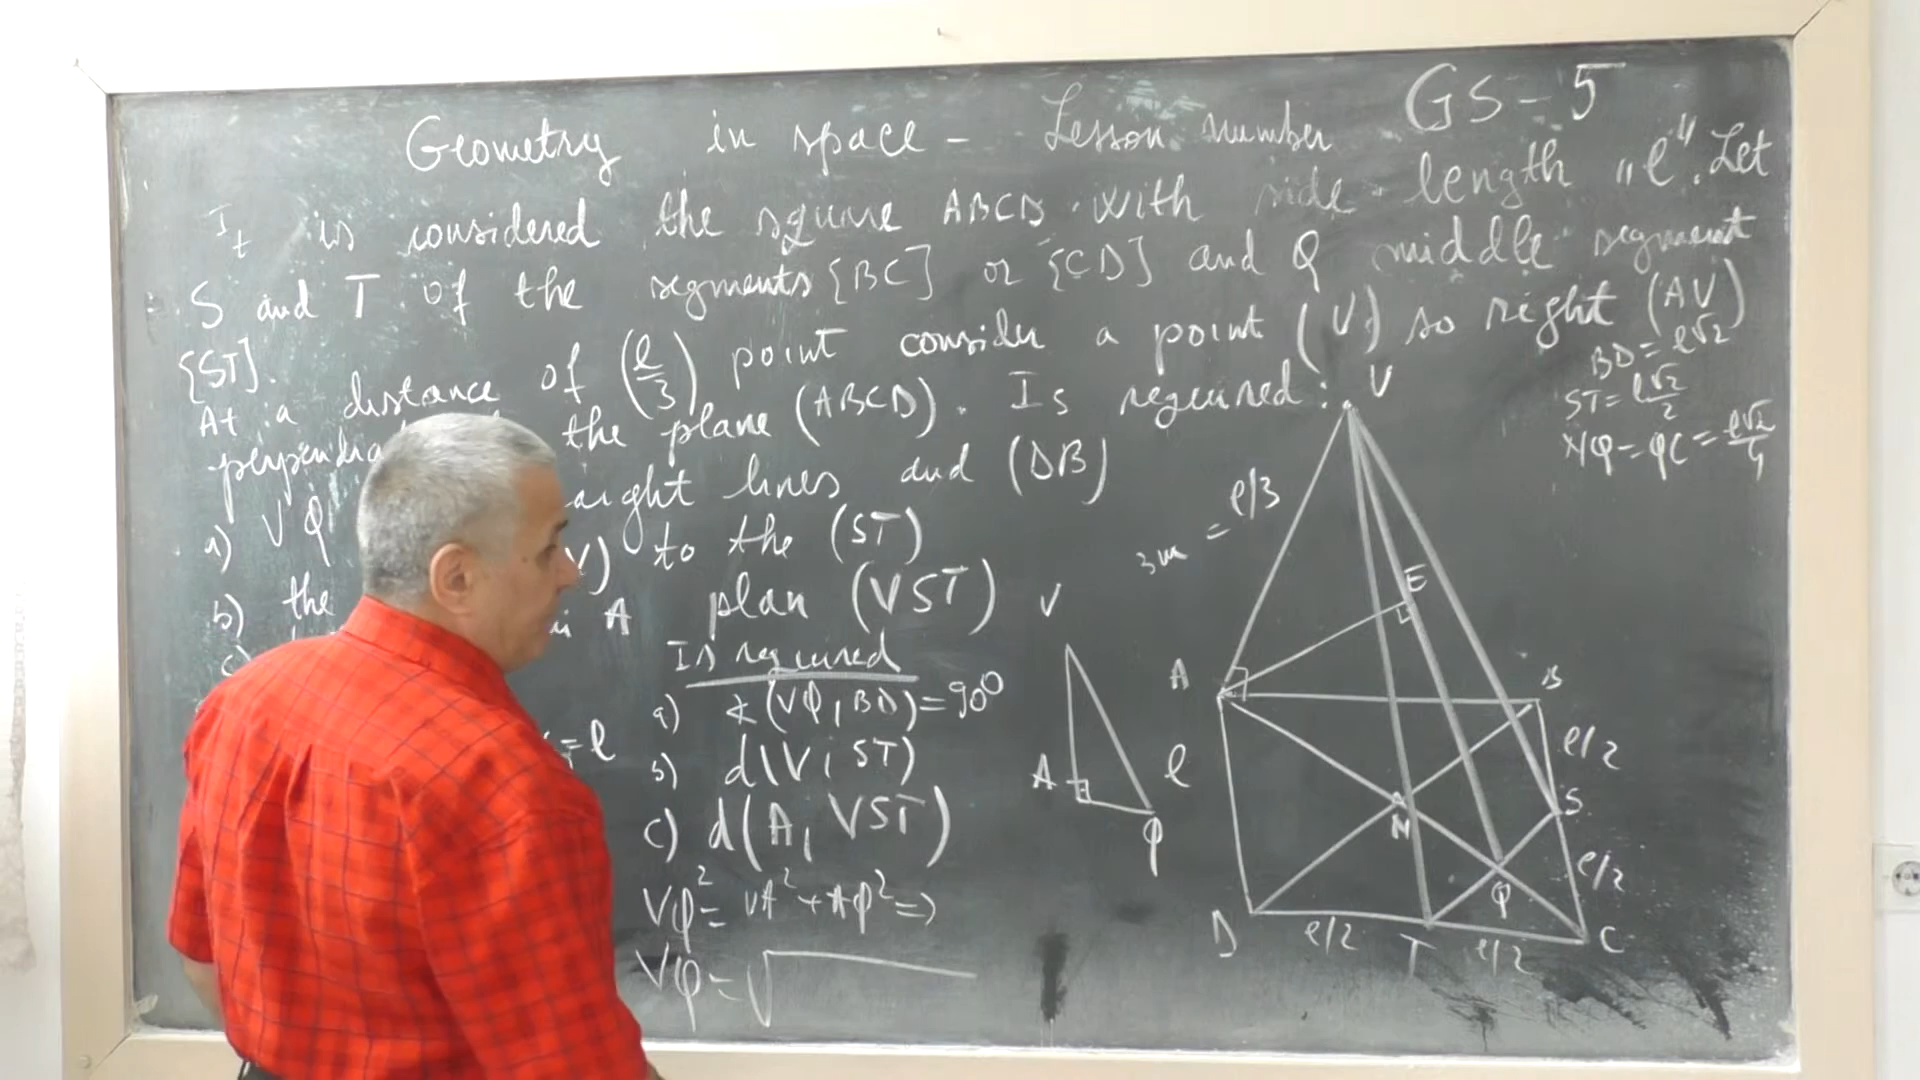 GS-5
Geometry in space - Lesson number
It is considered the square ABCD with side length "l". Let
S and T of the segments [BC] or [CD] and Q middle segment
[ST].
At a distance of (l/3) point consider a point (V) so right (AV)
the plane (ABCD). Is required:
a) VQ lines and (DB)
b) the V) to the (ST)
c) A plan (VST)
Is requured
a) ∢(VQ, BD) = 90°
b) d(V; ST)
c) d(A, VST)
VQ² = VA² + AQ² =>
VQ = √
= l
BD = l√2
ST = l√2/2
NQ = QC = l√2/4
V
A
Q
V
= l/3
E
A
B
l
l/2
S
N
l/2
Q
D
l/2
T
l/2
C